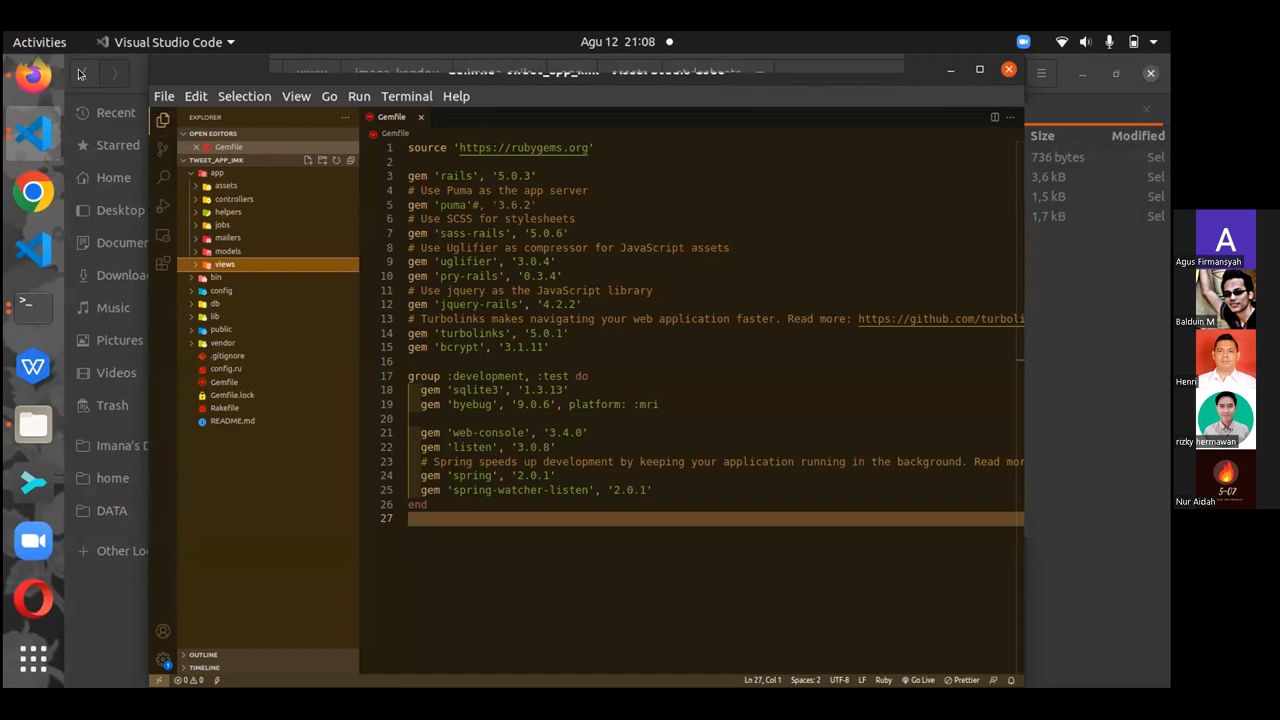 Activities
Visual Studio Code
Agu 12 21:08
File Edit Selection View Go Run Terminal Help
Recent
Starred
Home
Desktop
Documen
Downloa
Music
Pictures
Videos
Trash
Imana's D
home
DATA
Other Loc
EXPLORER
OPEN EDITORS
Gemfile
TWEET_APP_IMK
app
assets
controllers
helpers
jobs
mailers
models
views
bin
config
db
lib
public
vendor
.gitignore
config.ru
Gemfile
Gemfile.lock
Rakefile
README.md
OUTLINE
TIMELINE
Gemfile
Gemfile
1 source 'https://rubygems.org'
2
3 gem 'rails', '5.0.3'
4 # Use Puma as the app server
5 gem 'puma'#, '3.6.2'
6 # Use SCSS for stylesheets
7 gem 'sass-rails', '5.0.6'
8 # Use Uglifier as compressor for JavaScript assets
9 gem 'uglifier', '3.0.4'
10 gem 'pry-rails', '0.3.4'
11 # Use jquery as the JavaScript library
12 gem 'jquery-rails', '4.2.2'
13 # Turbolinks makes navigating your web application faster. Read more: https://github.com/turboli
14 gem 'turbolinks', '5.0.1'
15 gem 'bcrypt', '3.1.11'
16
17 group :development, :test do
18 gem 'sqlite3', '1.3.13'
19 gem 'byebug', '9.0.6', platform: :mri
20
21 gem 'web-console', '3.4.0'
22 gem 'listen', '3.0.8'
23 # Spring speeds up development by keeping your application running in the background. Read mor
24 gem 'spring', '2.0.1'
25 gem 'spring-watcher-listen', '2.0.1'
26 end
27
0 0
Ln 27, Col 1 Spaces: 2 UTF-8 LF Ruby Go Live Prettier
Size Modified
736 bytes Sel
3,6 kB Sel
1,5 kB Sel
1,7 kB Sel
A
Agus Firmansyah
Balduin M
Henri
rizky hermawan
5-07
Nur Aidah